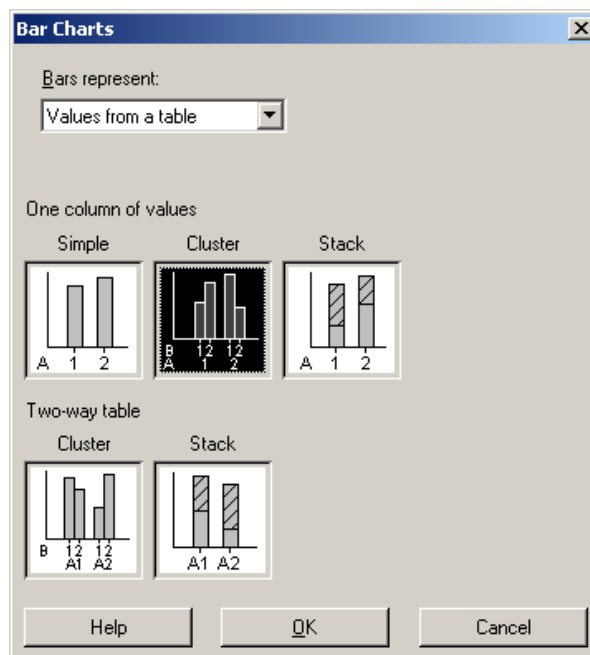 Bar Charts
Bars represent:
Values from a table
One column of values
Simple Cluster Stack
A 1 2
B 12 12
A 1 2
A 1 2
Two-way table
Cluster Stack
B 12 12
A1 A2
A1 A2
Help OK Cancel